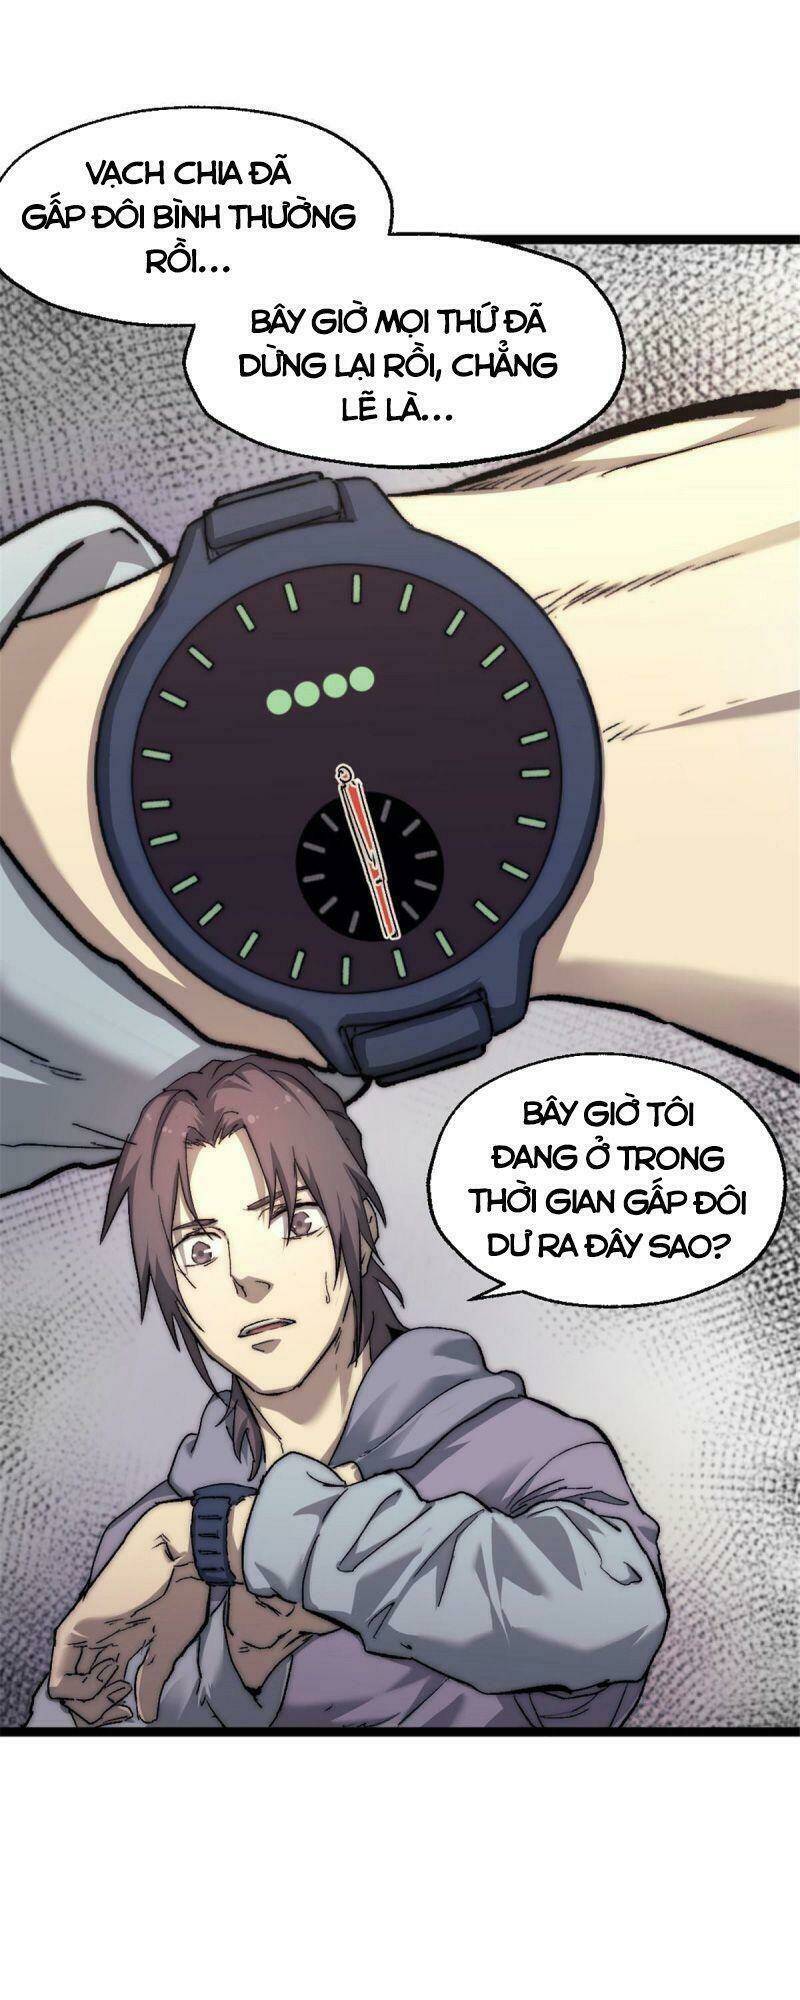 VẠCH CHIA ĐÃ
GẤP ĐÔI BÌNH THƯỜNG
RỒI...
BÂY GIỜ MỌI THỨ ĐÃ
DỪNG LẠI RỒI, CHẲNG
LẼ LÀ...
BÂY GIỜ TÔI
ĐANG Ở TRONG
THỜI GIAN GẤP ĐÔI
DƯ RA ĐÂY SAO?